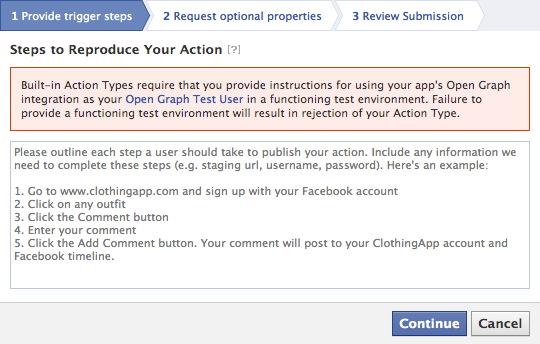 1 Provide trigger steps 2 Request optional properties 3 Review Submission
Steps to Reproduce Your Action [?]
Built-in Action Types require that you provide instructions for using your app's Open Graph
integration as your Open Graph Test User in a functioning test environment. Failure to
provide a functioning test environment will result in rejection of your Action Type.
Please outline each step a user should take to publish your action. Include any information we
need to complete these steps (e.g. staging url, username, password). Here's an example:
1. Go to www.clothingapp.com and sign up with your Facebook account
2. Click on any outfit
3. Click the Comment button
4. Enter your comment
5. Click the Add Comment button. Your comment will post to your ClothingApp account and
Facebook timeline.
Continue Cancel